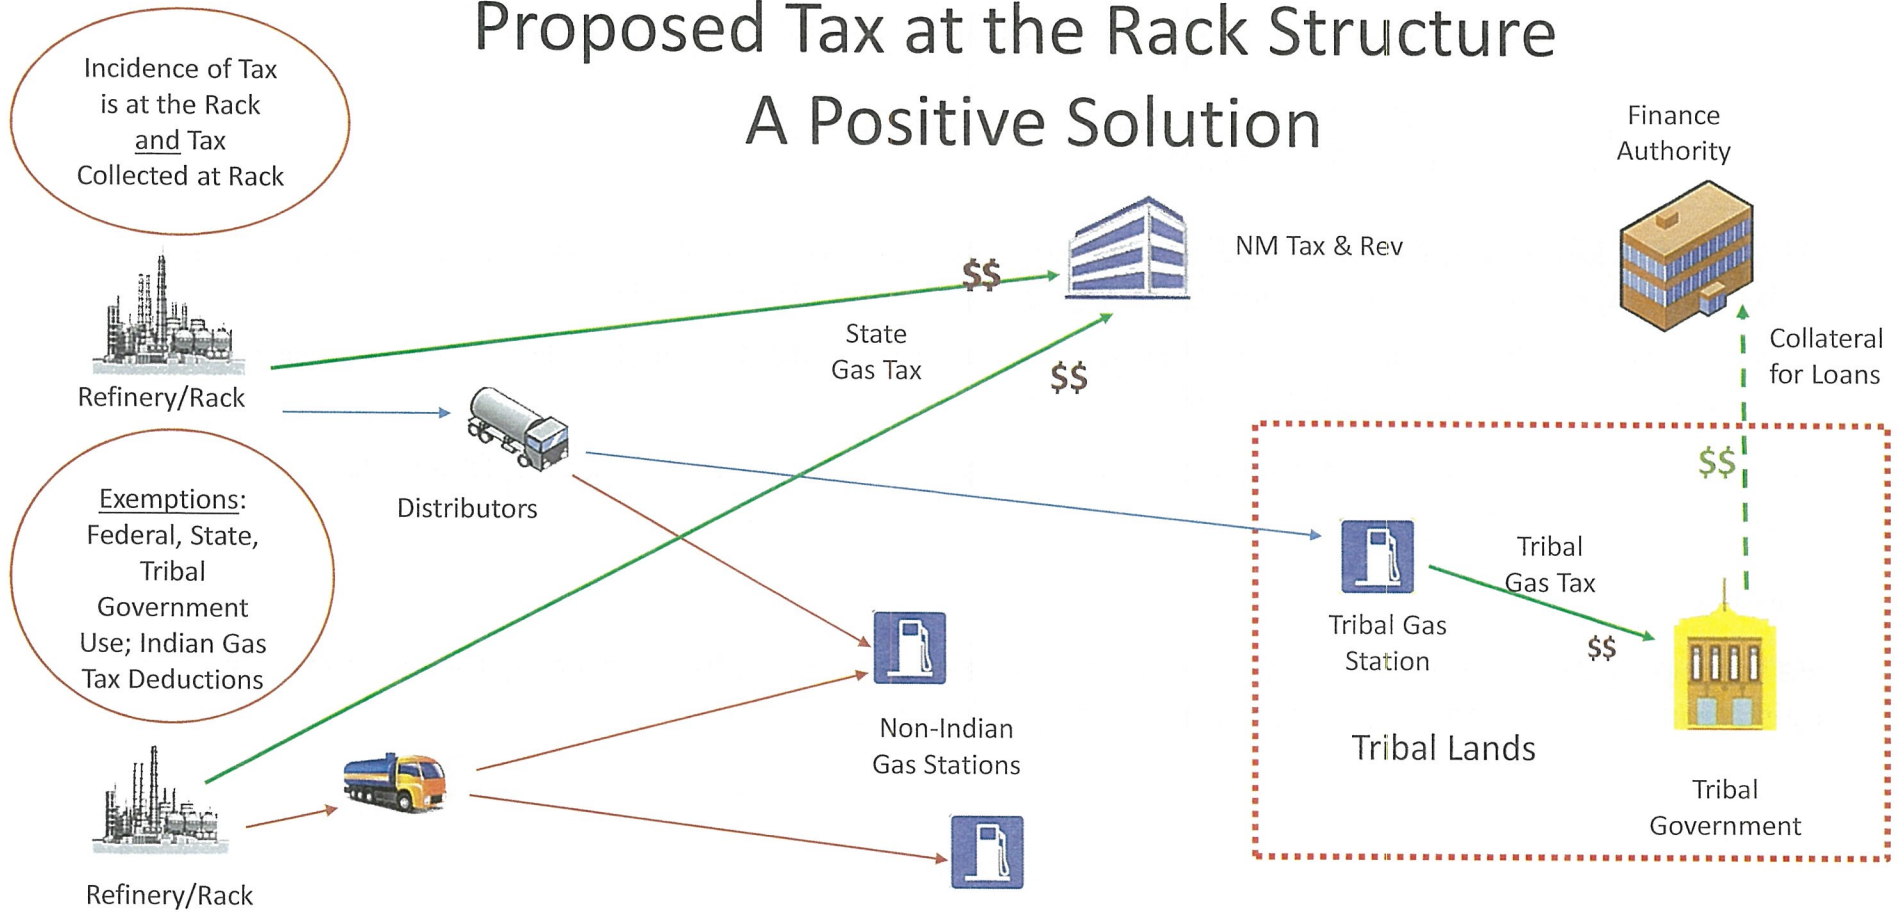 Proposed Tax at the Rack Structure
A Positive Solution
Incidence of Tax
is at the Rack
and Tax
Collected at Rack
Refinery/Rack
Exemptions:
Federal, State,
Tribal
Government
Use; Indian Gas
Tax Deductions
Refinery/Rack
Distributors
State
Gas Tax
$$
$$
NM Tax & Rev
Non-Indian
Gas Stations
Finance
Authority
Collateral
for Loans
$$
Tribal Gas
Station
Tribal
Gas Tax
$$
Tribal Lands
Tribal
Government